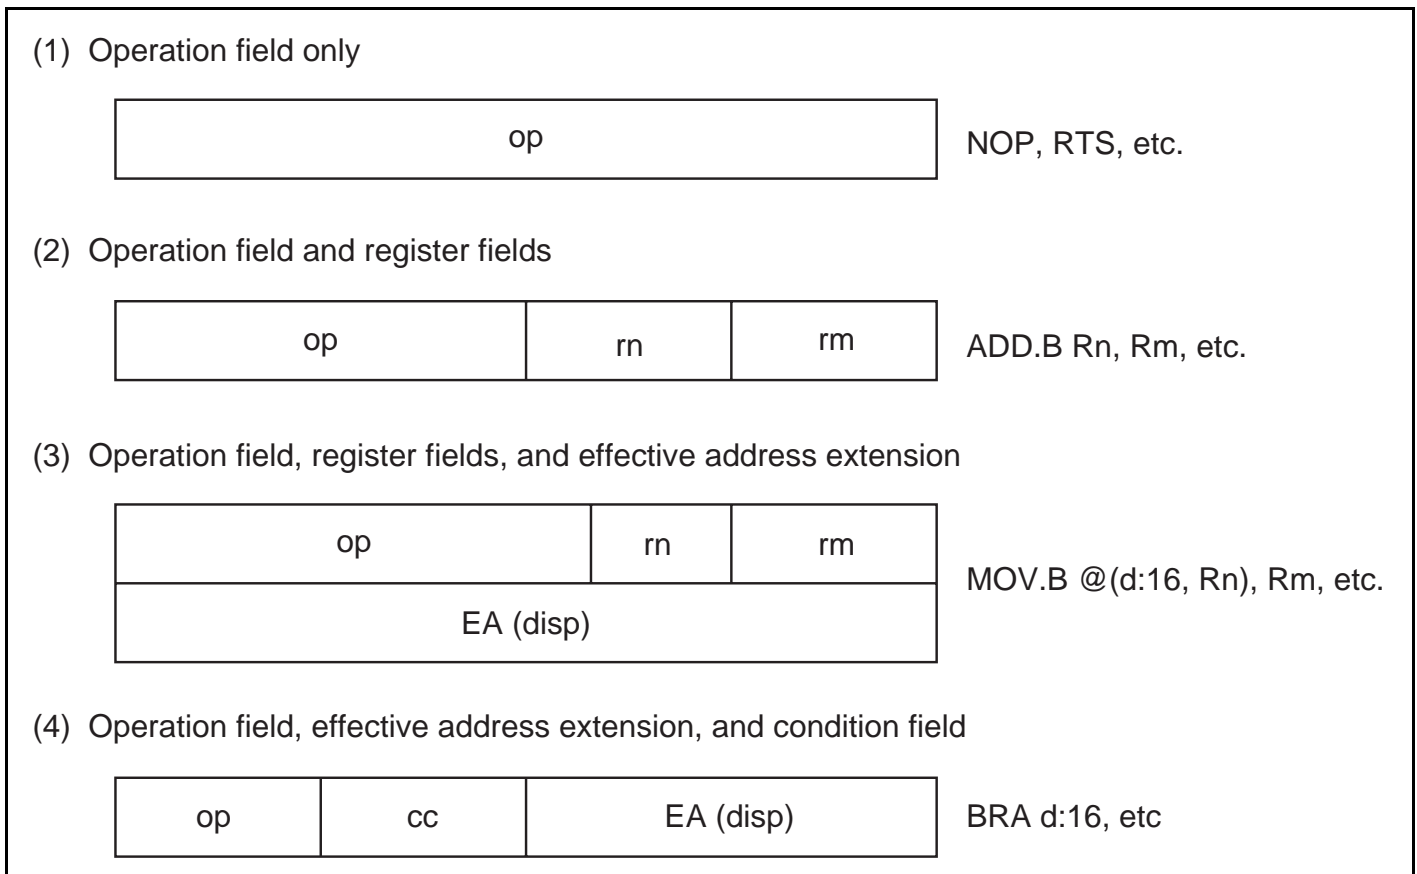 (1) Operation field only
op
NOP, RTS, etc.
(2) Operation field and register fields
op rn rm
ADD.B Rn, Rm, etc.
(3) Operation field, register fields, and effective address extension
op rn rm
EA (disp)
MOV.B @(d:16, Rn), Rm, etc.
(4) Operation field, effective address extension, and condition field
op cc EA (disp)
BRA d:16, etc